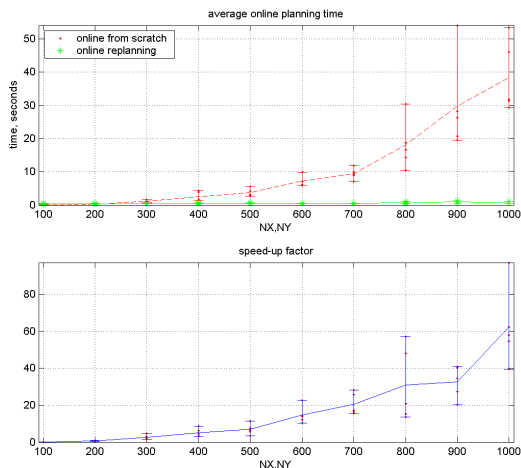 average online planning time
50
40
30
20
10
0
time, seconds
online from scratch
online replanning
100 200 300 400 500 600 700 800 900 1000
NX,NY
speed-up factor
80
60
40
20
0
100 200 300 400 500 600 700 800 900 1000
NX,NY